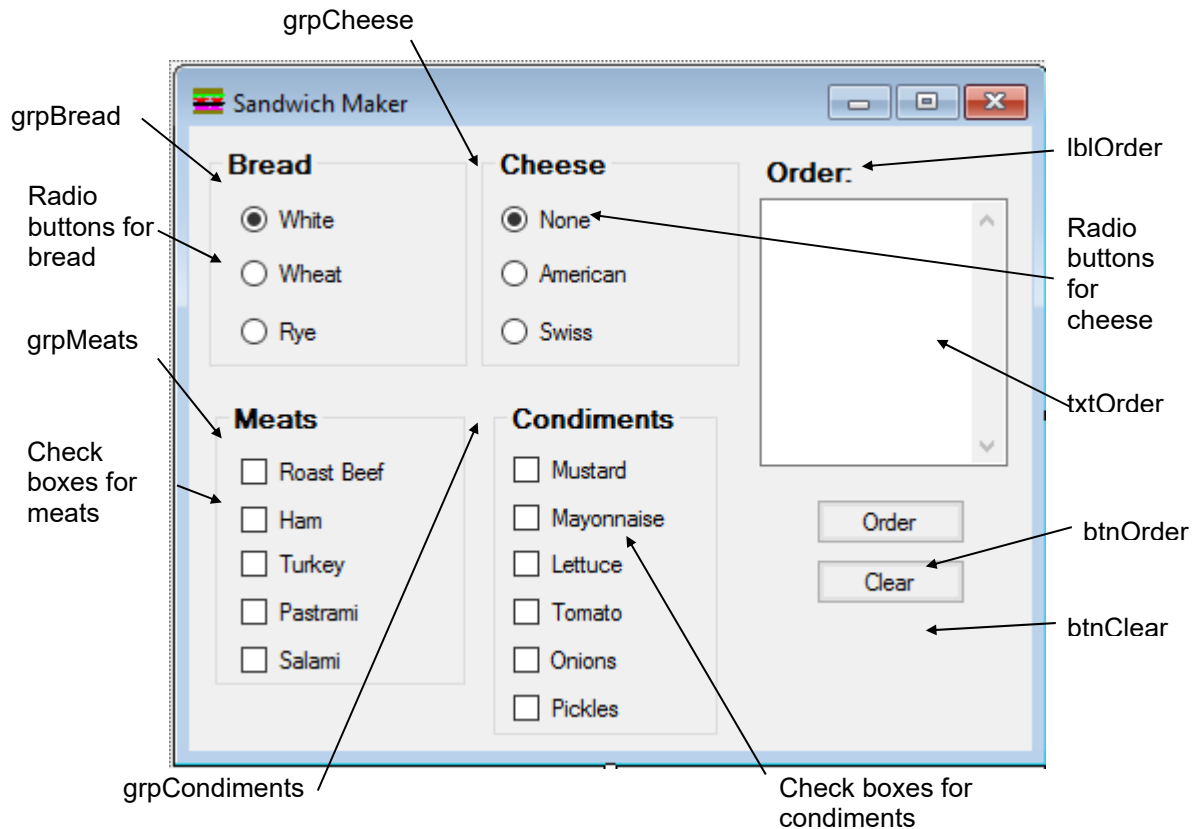 grpCheese
Sandwich Maker
grpBread
Bread
Cheese
Order:
lblOrder
Radio
buttons for
bread
White
None
Radio
buttons
for
cheese
Wheat
American
Rye
Swiss
grpMeats
txtOrder
Meats
Condiments
Check
boxes for
meats
Roast Beef
Mustard
Ham
Mayonnaise
Order
btnOrder
Turkey
Lettuce
Clear
Pastrami
Tomato
btnClear
Salami
Onions
Pickles
grpCondiments
Check boxes for
condiments